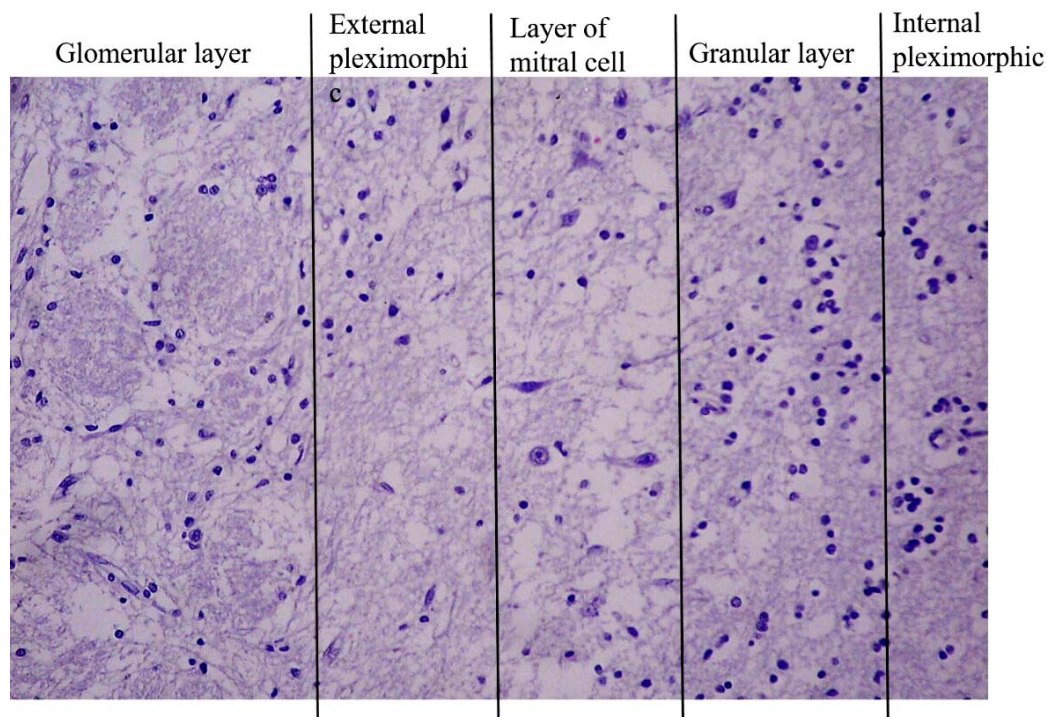 Glomerular layer
External
pleximorphi
c
Layer of
mitral cell
Granular layer
Internal
pleximorphic